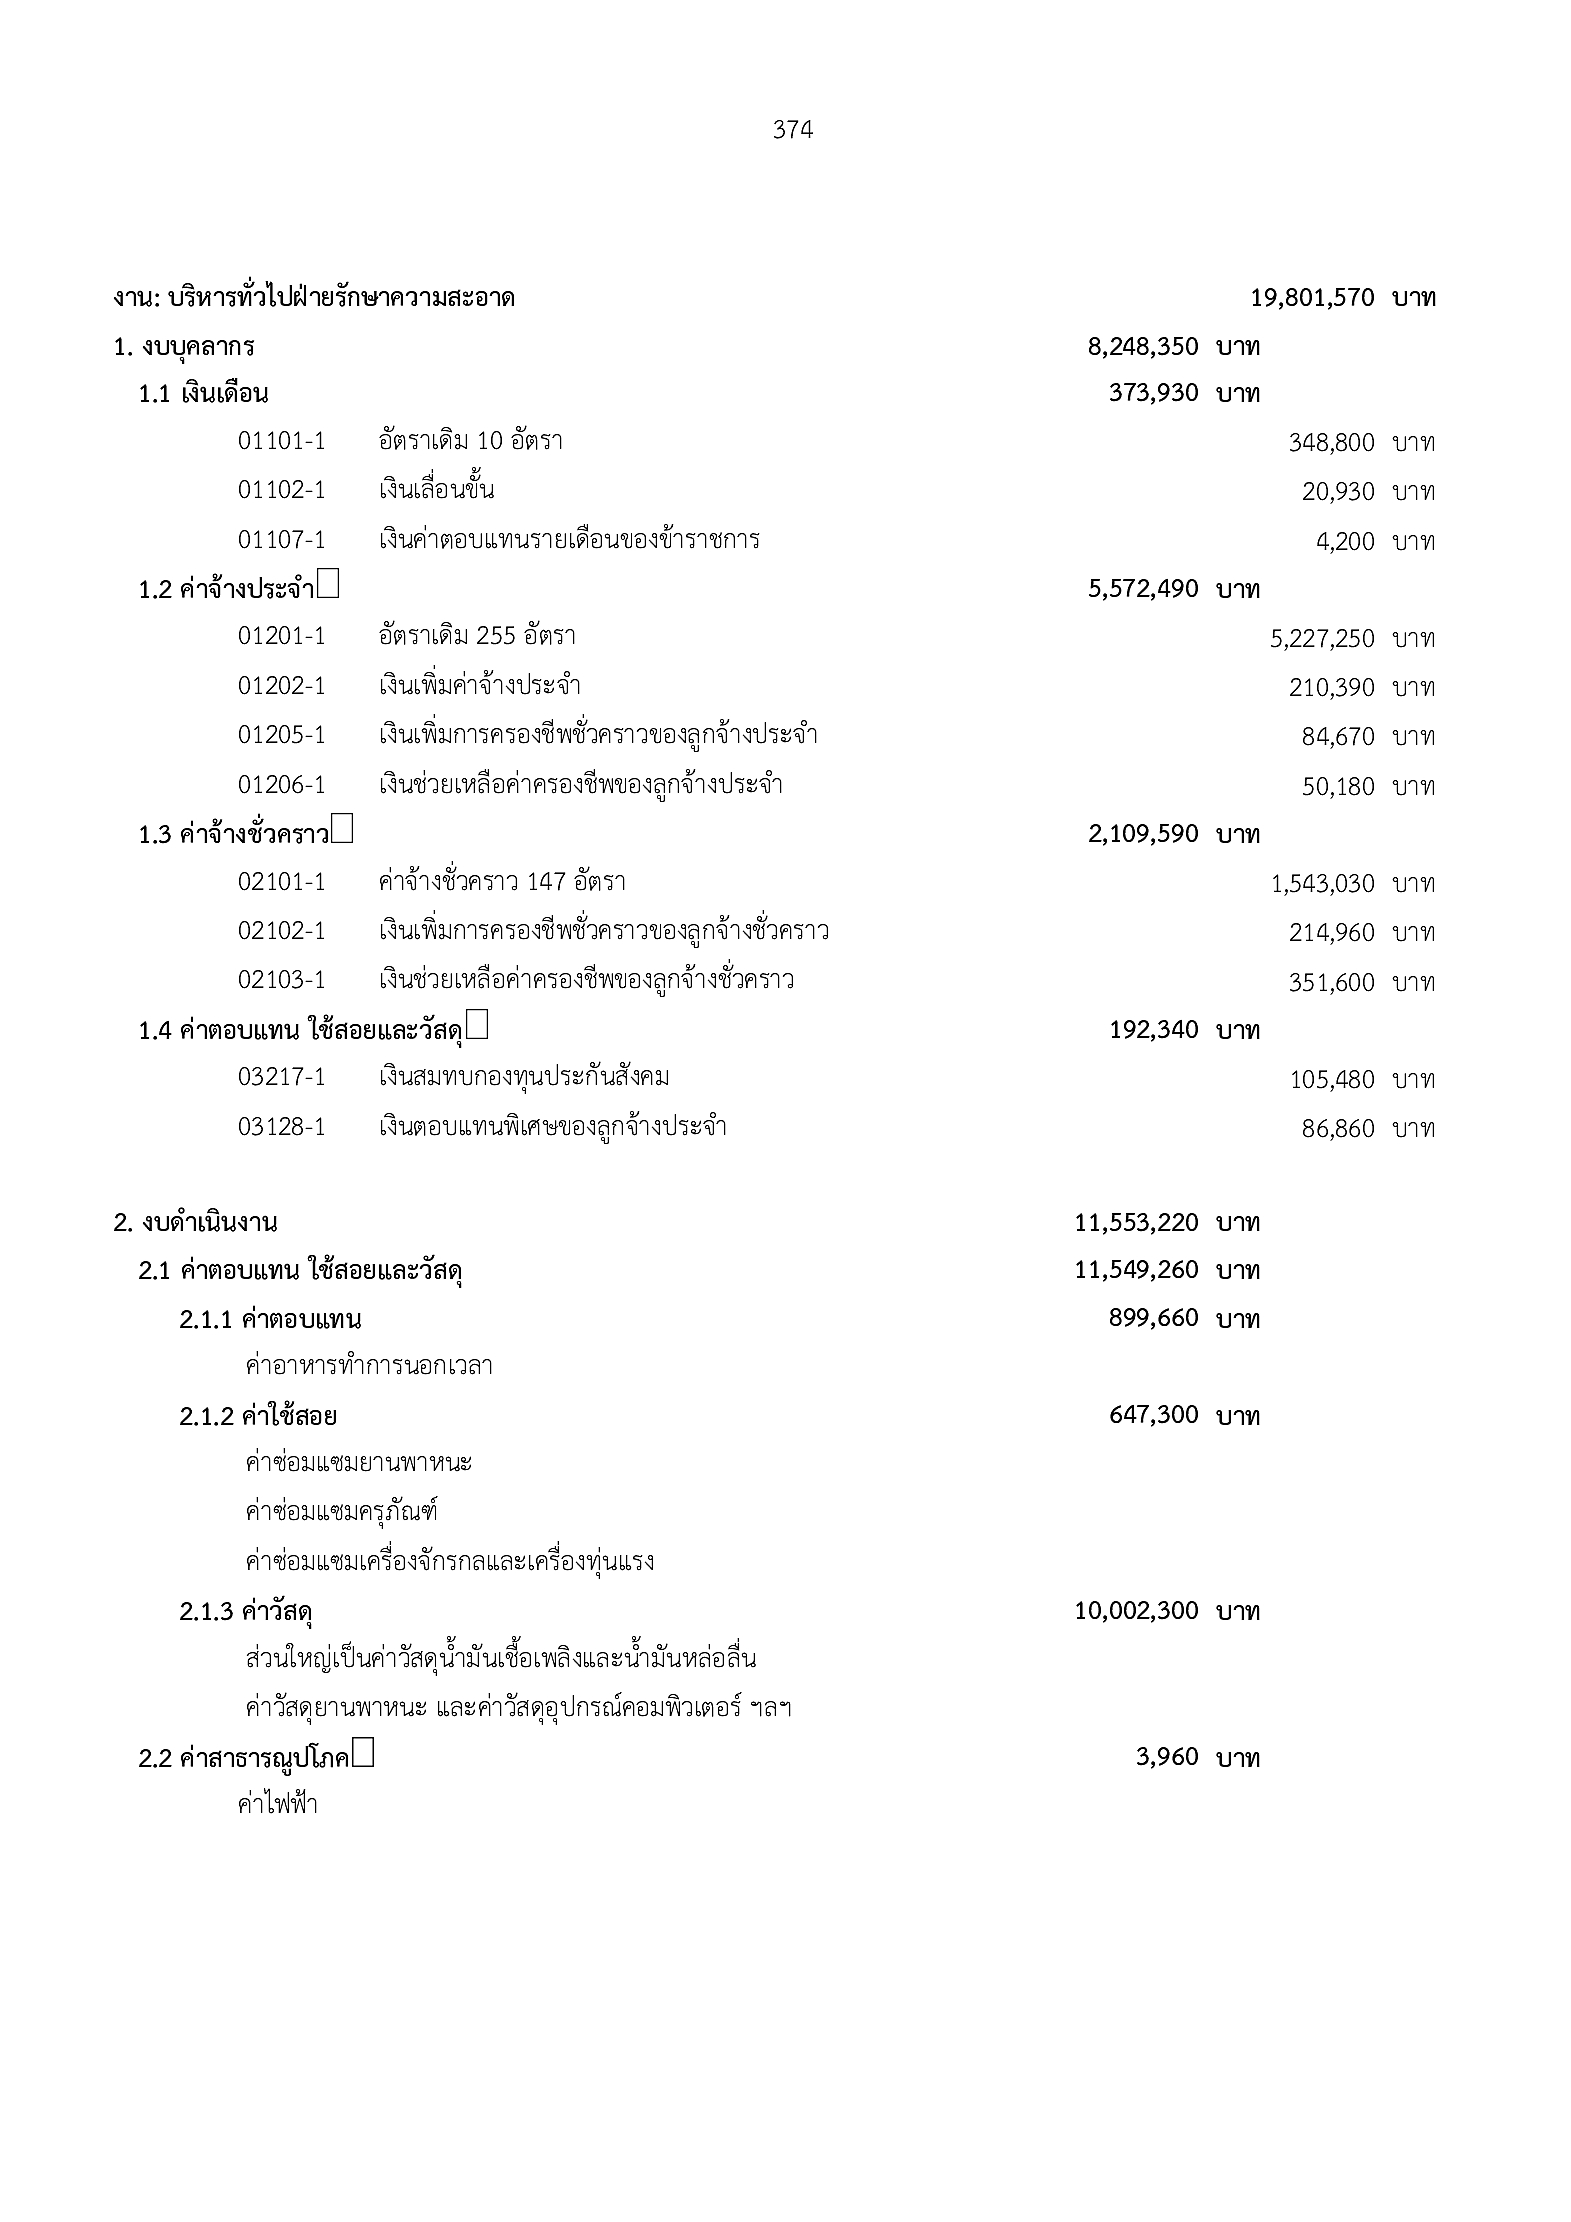 374
งาน: บริหารทั่วไปฝ่ายรักษาความสะอาด 19,801,570 บาท
1. งบบุคลากร 8,248,350 บาท
1.1 เงินเดือน 373,930 บาท
01101-1 อัตราเดิม 10 อัตรา 348,800 บาท
01102-1 เงินเลื่อนขั้น 20,930 บาท
01107-1 เงินค่าตอบแทนรายเดือนของข้าราชการ 4,200 บาท
1.2 ค่าจ้างประจำ 5,572,490 บาท
01201-1 อัตราเดิม 255 อัตรา 5,227,250 บาท
01202-1 เงินเพิ่มค่าจ้างประจำ 210,390 บาท
01205-1 เงินเพิ่มการครองชีพชั่วคราวของลูกจ้างประจำ 84,670 บาท
01206-1 เงินช่วยเหลือค่าครองชีพของลูกจ้างประจำ 50,180 บาท
1.3 ค่าจ้างชั่วคราว 2,109,590 บาท
02101-1 ค่าจ้างชั่วคราว 147 อัตรา 1,543,030 บาท
02102-1 เงินเพิ่มการครองชีพชั่วคราวของลูกจ้างชั่วคราว 214,960 บาท
02103-1 เงินช่วยเหลือค่าครองชีพของลูกจ้างชั่วคราว 351,600 บาท
1.4 ค่าตอบแทน ใช้สอยและวัสดุ 192,340 บาท
03217-1 เงินสมทบกองทุนประกันสังคม 105,480 บาท
03128-1 เงินตอบแทนพิเศษของลูกจ้างประจำ 86,860 บาท
2. งบดำเนินงาน 11,553,220 บาท
2.1 ค่าตอบแทน ใช้สอยและวัสดุ 11,549,260 บาท
2.1.1 ค่าตอบแทน 899,660 บาท
ค่าอาหารทำการนอกเวลา
2.1.2 ค่าใช้สอย 647,300 บาท
ค่าซ่อมแซมยานพาหนะ
ค่าซ่อมแซมครุภัณฑ์
ค่าซ่อมแซมเครื่องจักรกลและเครื่องทุ่นแรง
2.1.3 ค่าวัสดุ 10,002,300 บาท
ส่วนใหญ่เป็นค่าวัสดุน้ำมันเชื้อเพลิงและน้ำมันหล่อลื่น
ค่าวัสดุยานพาหนะ และค่าวัสดุอุปกรณ์คอมพิวเตอร์ ฯลฯ
2.2 ค่าสาธารณูปโภค 3,960 บาท
ค่าไฟฟ้า